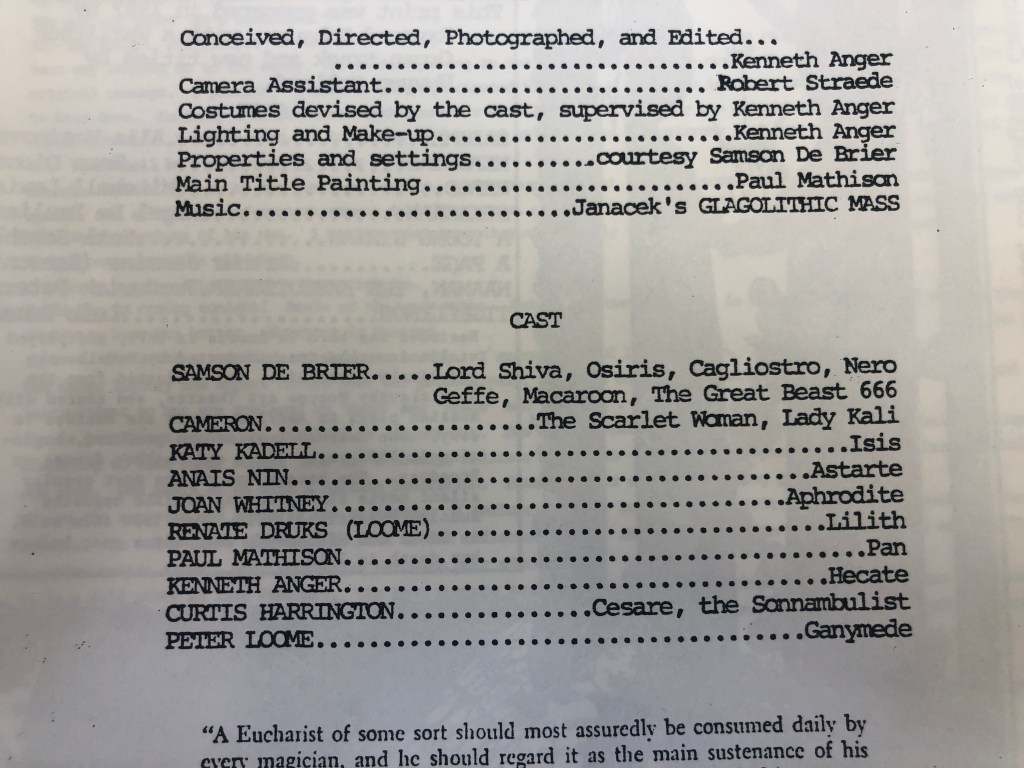 Conceived, Directed, Photographed, and Edited...
................................Kenneth Anger
Camera Assistant.......................... Robert Straede
Costumes devised by the cast, supervised by Kenneth Anger
Lighting and Make-up........................Kenneth Anger
Properties and settings..........courtesy Samson De Brier
Main Title Painting.........................Paul Mathison
Music..........................Janacek's GLAGOLITHIC MASS
CAST
SAMSON DE BRIER.....Lord Shiva, Osiris, Cagliostro, Nero
Geffe, Macaroon, The Great Beast 666
CAMERON......................The Scarlet Woman, Lady Kali
KATY KADELL...........................................Isis
ANAIS NIN..........................................Astarte
JOAN WHITNEY.....................................Aphrodite
RENATE DRUKS (LOOME)......................................Lilith
PAUL MATHISON..........................................Pan
KENNETH ANGER.......................................Hecate
CURTIS HARRINGTON................Cesare, the Sonnambulist
PETER LOOME.......................................Ganymede
"A Eucharist of some sort should most assuredly be consumed daily by
every magician, and he should regard it as the main sustenance of his